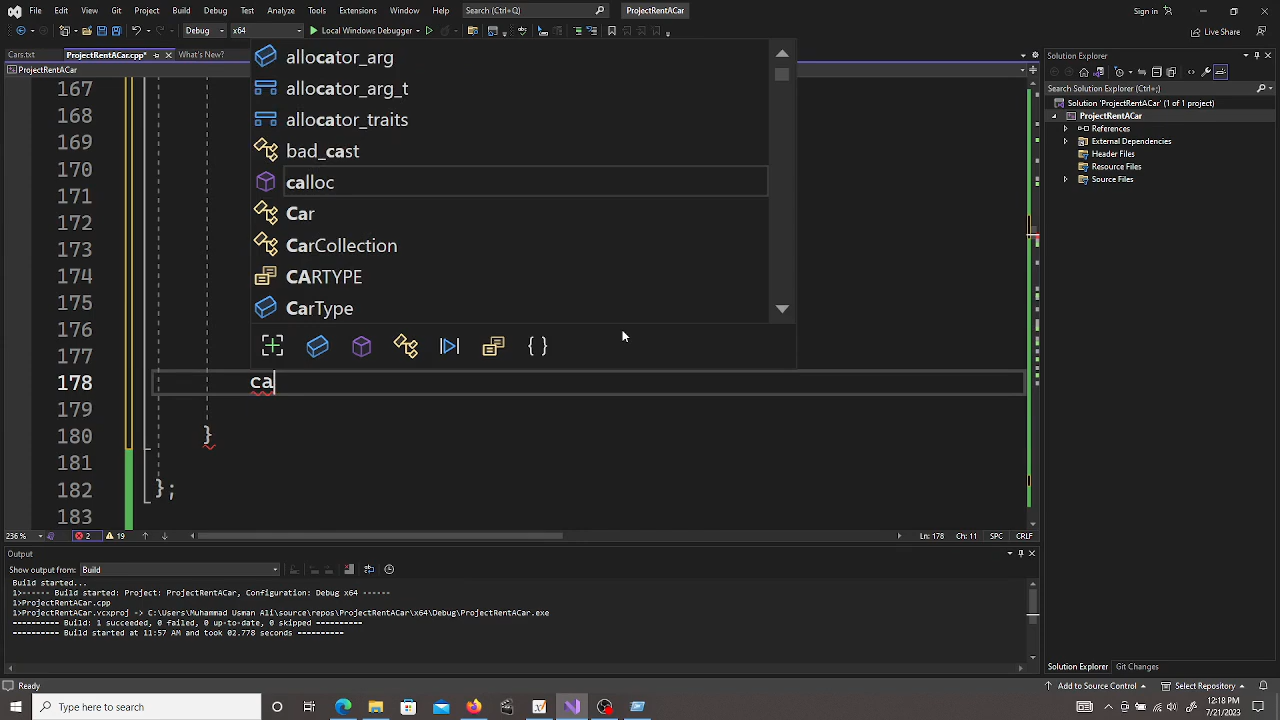 File Edit View Git Project Build Debug Test Analyze Tools Extensions Window Help Search (Ctrl+Q) ProjectRentACar Sign in
Debug x64 Local Windows Debugger Live Share
Cars.txt ProjectRentACar.cpp* What's New?
ProjectRentACar
167
168
169
170
171
172
173
174
175
176
177
178 ca
179
180 }
181
182 };
183
allocator_arg
allocator_arg_t
allocator_traits
bad_cast
calloc
Car
CarCollection
CARTYPE
CarType
Solution Explorer
Search Solution Explorer (Ctrl+;)
Solution 'ProjectRentACar' (1 of 1 project)
ProjectRentACar
References
External Dependencies
Header Files
Resource Files
Source Files
236 % 2 19 Ln: 178 Ch: 11 SPC CRLF
Output
Show output from: Build
Build started...
1>------ Build started: Project: ProjectRentACar, Configuration: Debug x64 ------
1>ProjectRentACar.cpp
1>ProjectRentACar.vcxproj -> C:\Users\Muhammad Usman Ali\source\repos\ProjectRentACar\x64\Debug\ProjectRentACar.exe
========== Build: 1 succeeded, 0 failed, 0 up-to-date, 0 skipped ==========
========== Build started at 11:57 AM and took 02.778 seconds ==========
Solution Explorer Git Changes
Ready Add to Source Control Select Repository
Type here to search
12:18 PM
7/21/2023